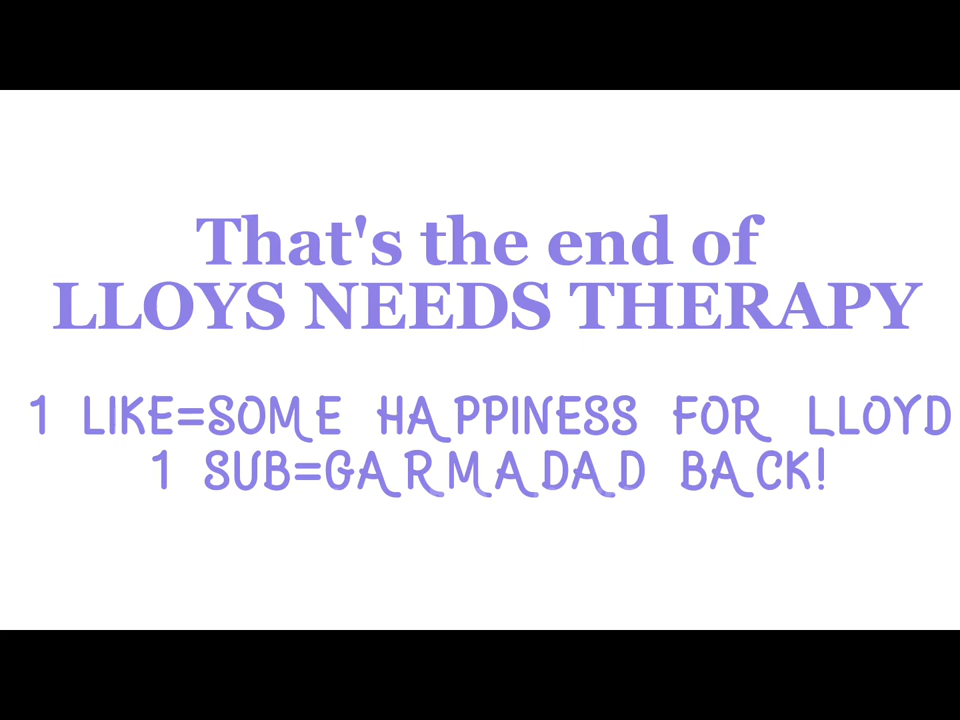 That's the end of
LLOYS NEEDS THERAPY
1 LIKE=SOME HAPPINESS FOR LLOYD
1 SUB=GARMADAD BACK!